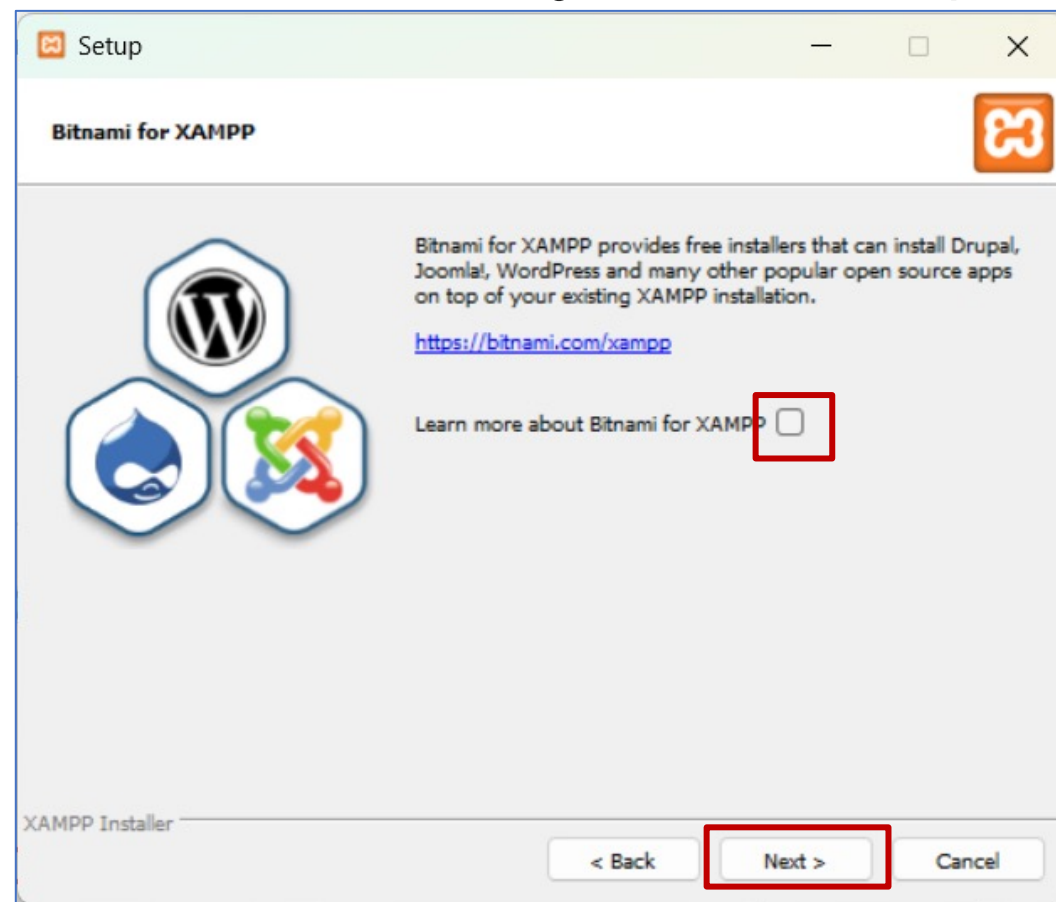 Setup
Bitnami for XAMPP
Bitnami for XAMPP provides free installers that can install Drupal,
Joomla!, WordPress and many other popular open source apps
on top of your existing XAMPP installation.
https://bitnami.com/xampp
Learn more about Bitnami for XAMPP
XAMPP Installer
< Back
Next >
Cancel